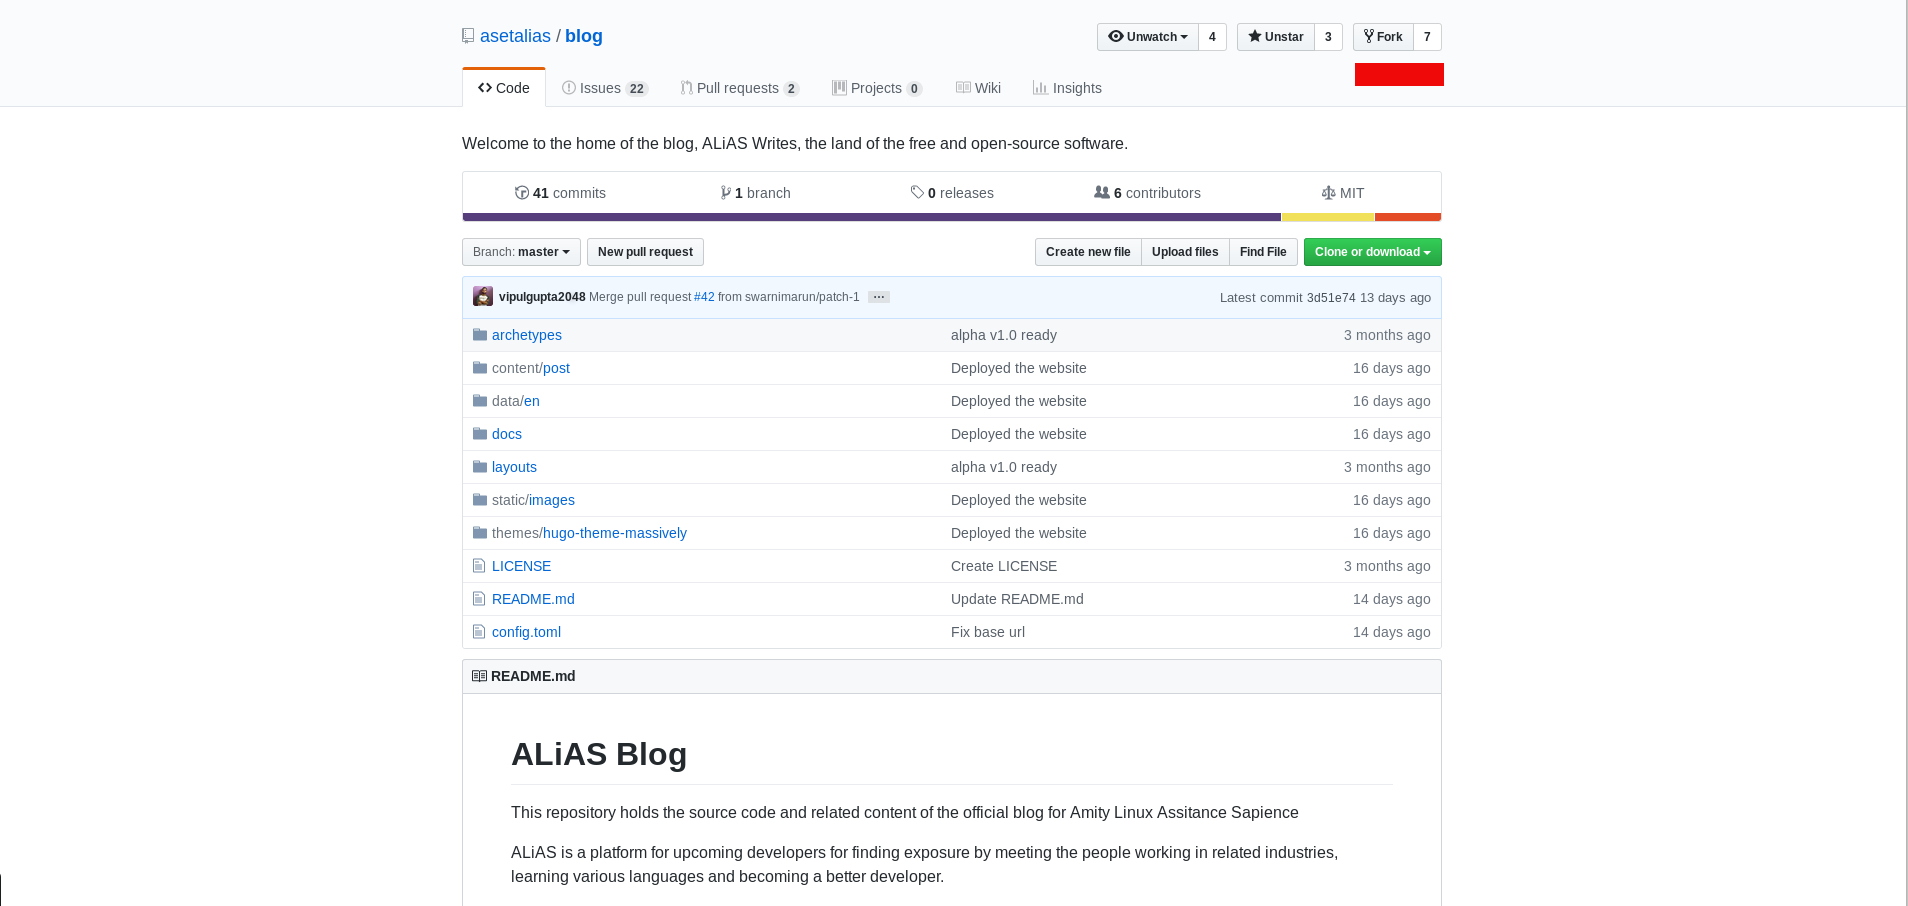 asetalias / blog
Unwatch 4 Unstar 3 Fork 7
Code Issues 22 Pull requests 2 Projects 0 Wiki Insights
Welcome to the home of the blog, ALiAS Writes, the land of the free and open-source software.
41 commits 1 branch 0 releases 6 contributors MIT
Branch: master New pull request Create new file Upload files Find File Clone or download
vipulgupta2048 Merge pull request #42 from swarnimarun/patch-1 ... Latest commit 3d51e74 13 days ago
archetypes alpha v1.0 ready 3 months ago
content/post Deployed the website 16 days ago
data/en Deployed the website 16 days ago
docs Deployed the website 16 days ago
layouts alpha v1.0 ready 3 months ago
static/images Deployed the website 16 days ago
themes/hugo-theme-massively Deployed the website 16 days ago
LICENSE Create LICENSE 3 months ago
README.md Update README.md 14 days ago
config.toml Fix base url 14 days ago
README.md
ALiAS Blog
This repository holds the source code and related content of the official blog for Amity Linux Assitance Sapience
ALiAS is a platform for upcoming developers for finding exposure by meeting the people working in related industries,
learning various languages and becoming a better developer.